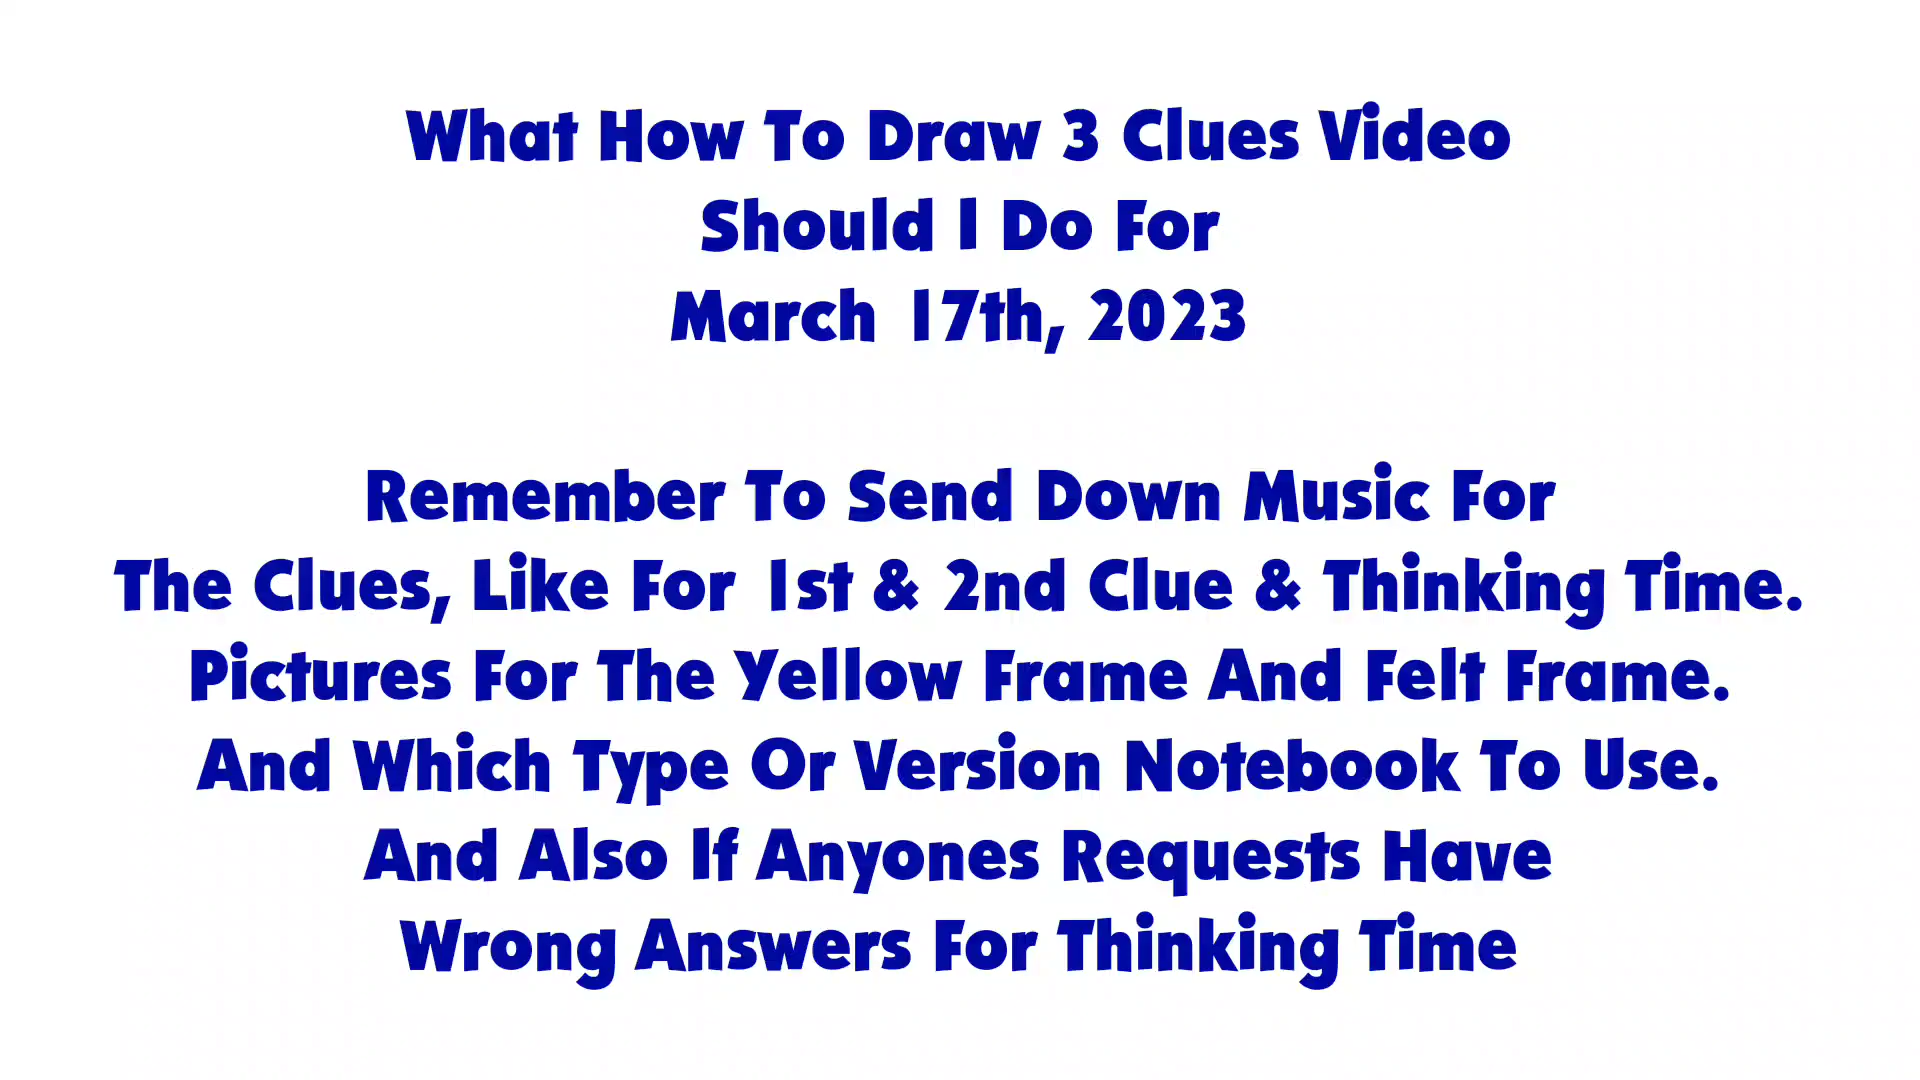 What How To Draw 3 Clues Video
Should I Do For
March 17th, 2023
Remember To Send Down Music For
The Clues, Like For 1st & 2nd Clue & Thinking Time.
Pictures For The Yellow Frame And Felt Frame.
And Which Type Or Version Notebook To Use.
And Also If Anyones Requests Have
Wrong Answers For Thinking Time